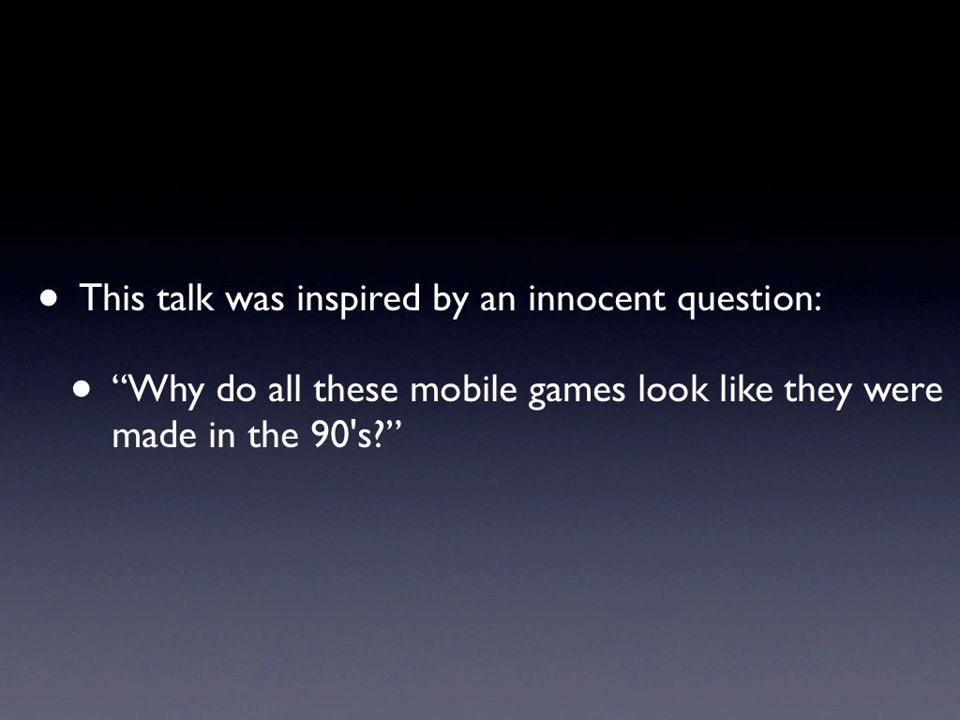 • This talk was inspired by an innocent question:
• “Why do all these mobile games look like they were
made in the 90's?”